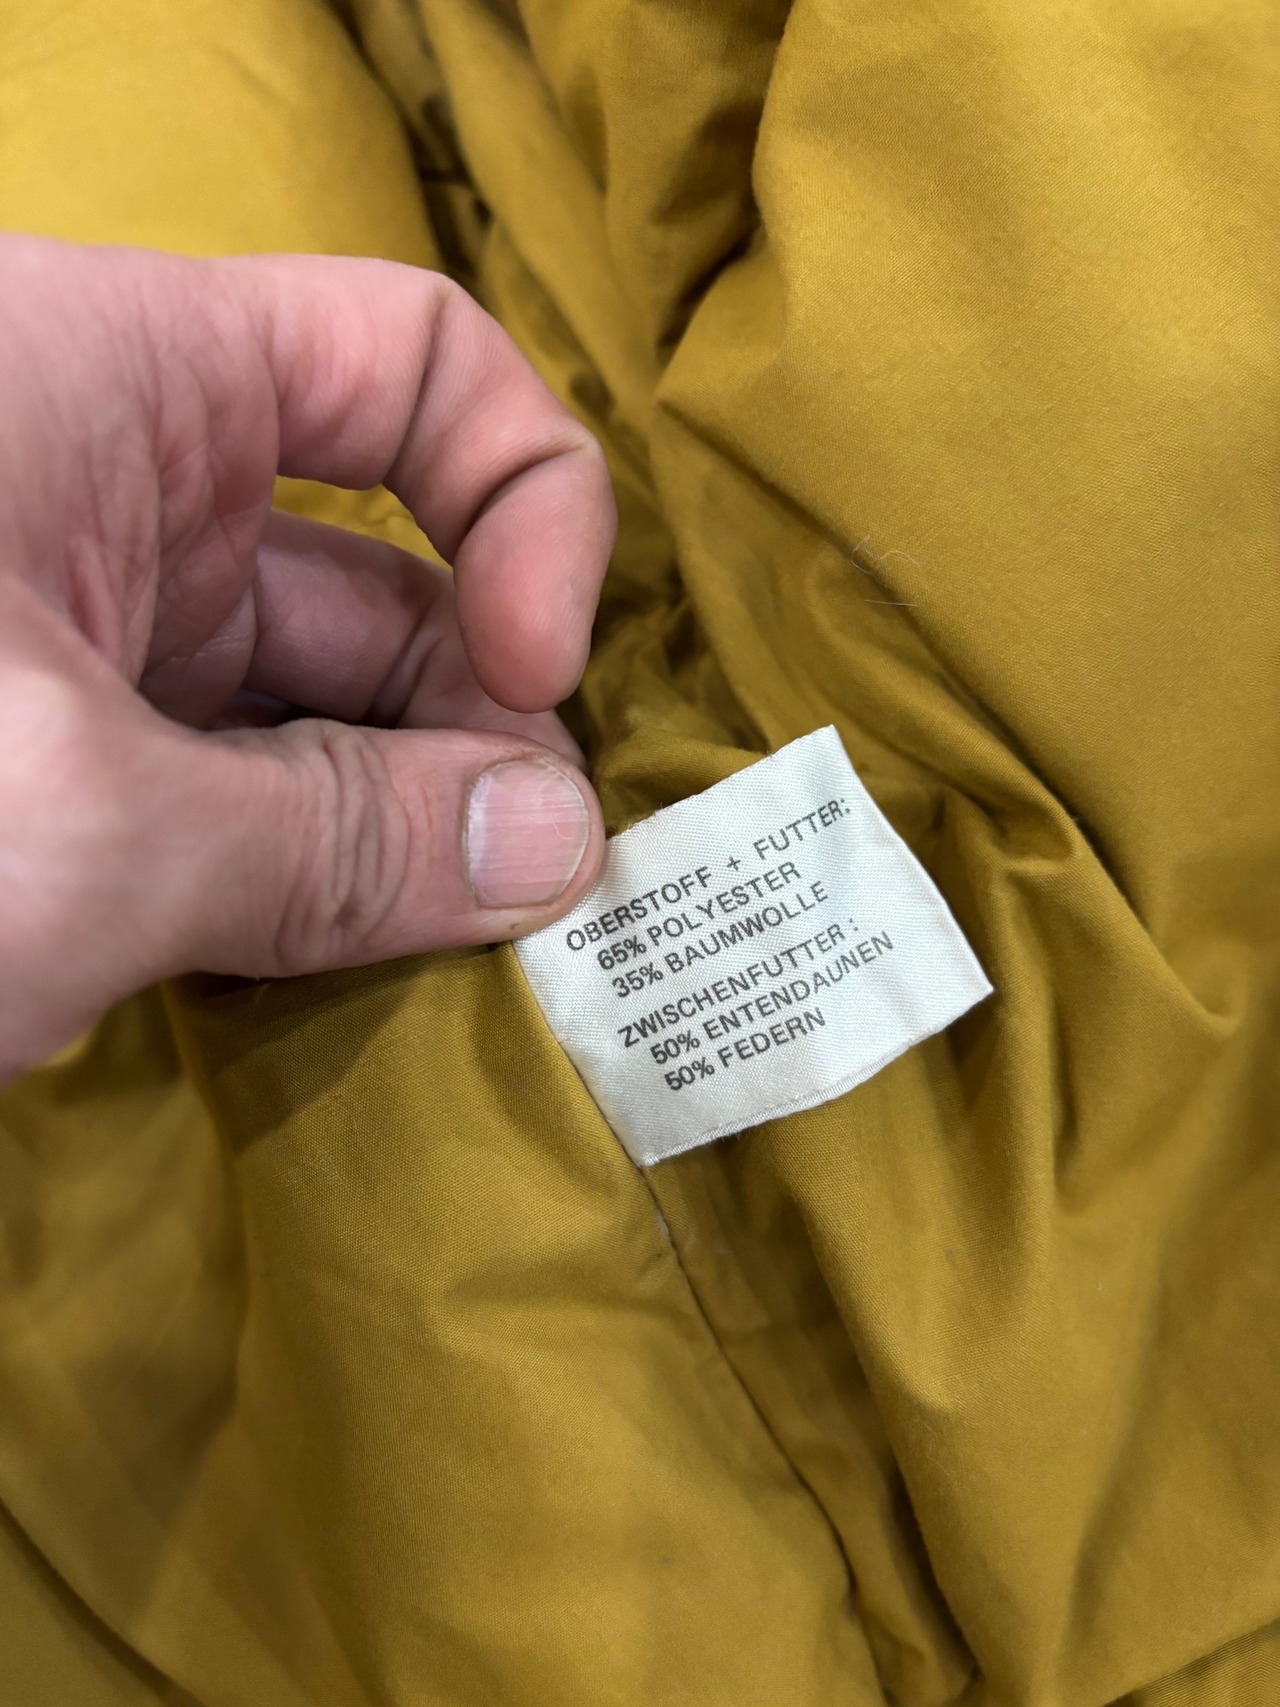 OBERSTOFF + FUTTER:
65% POLYESTER
35% BAUMWOLLE
ZWISCHENFUTTER :
50% ENTENDAUNEN
50% FEDERN